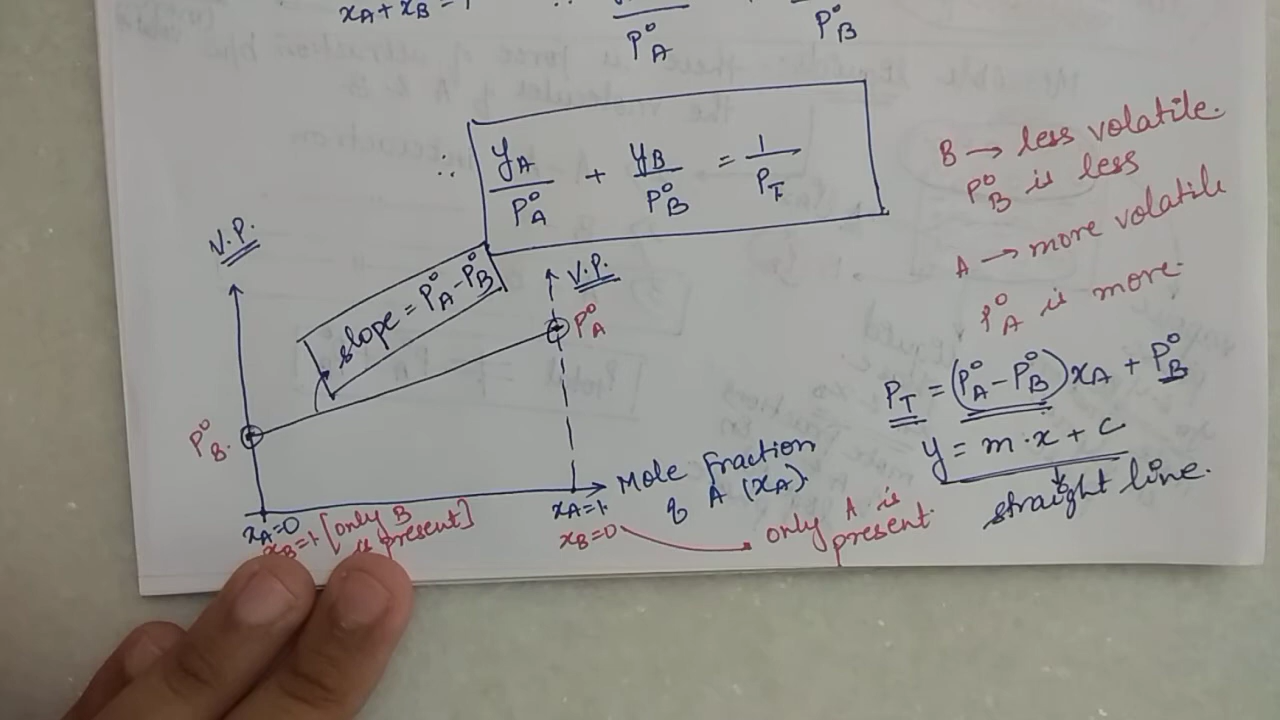 xA + xB = 1 ∴
P°A
P°B
∴ yA/P°A + yB/P°B = 1/PT
B → less volatile.
P°B is less
A → more volatile
P°A is more.
V.P.
slope = P°A - P°B
V.P.
P°A
P°B.
PT = (P°A - P°B) xA + P°B
y = m·x + c
straight line.
Mole fraction
of A (xA).
xA=0
xB=1 [only B
is present]
xA=1.
xB=0
only A is
present.